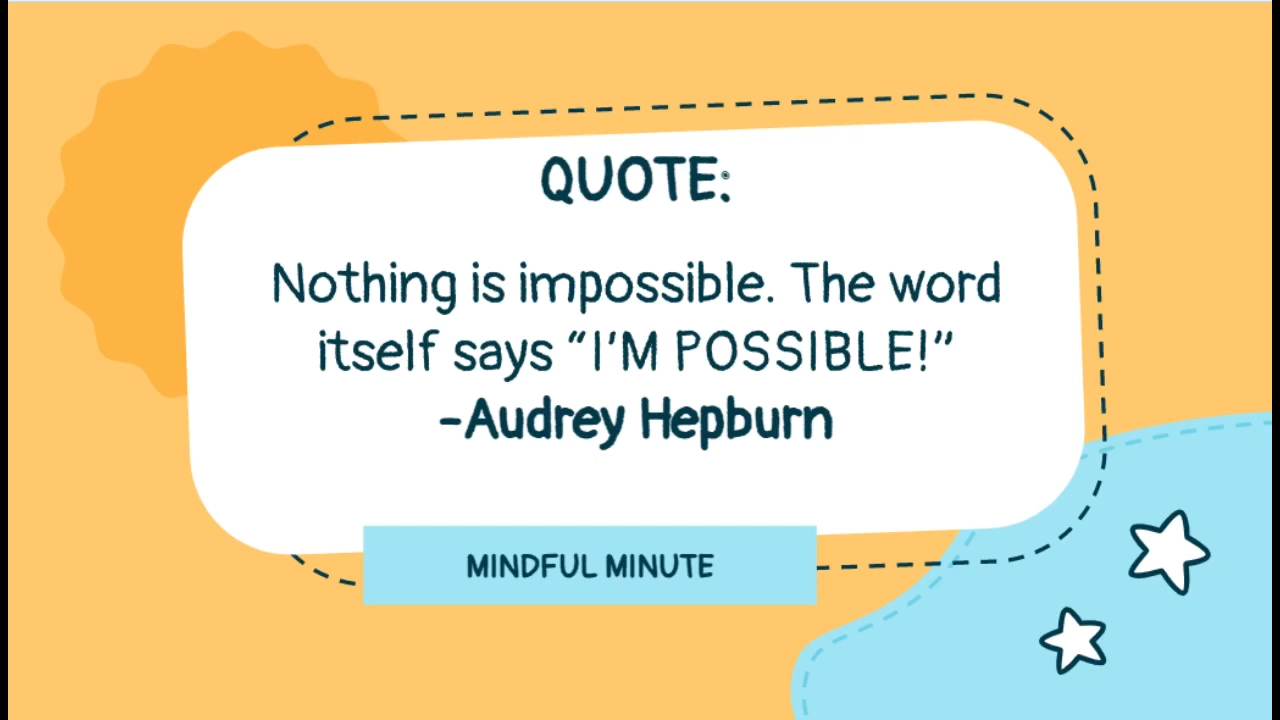 QUOTE:
Nothing is impossible. The word
itself says “I’M POSSIBLE!”
-Audrey Hepburn
MINDFUL MINUTE